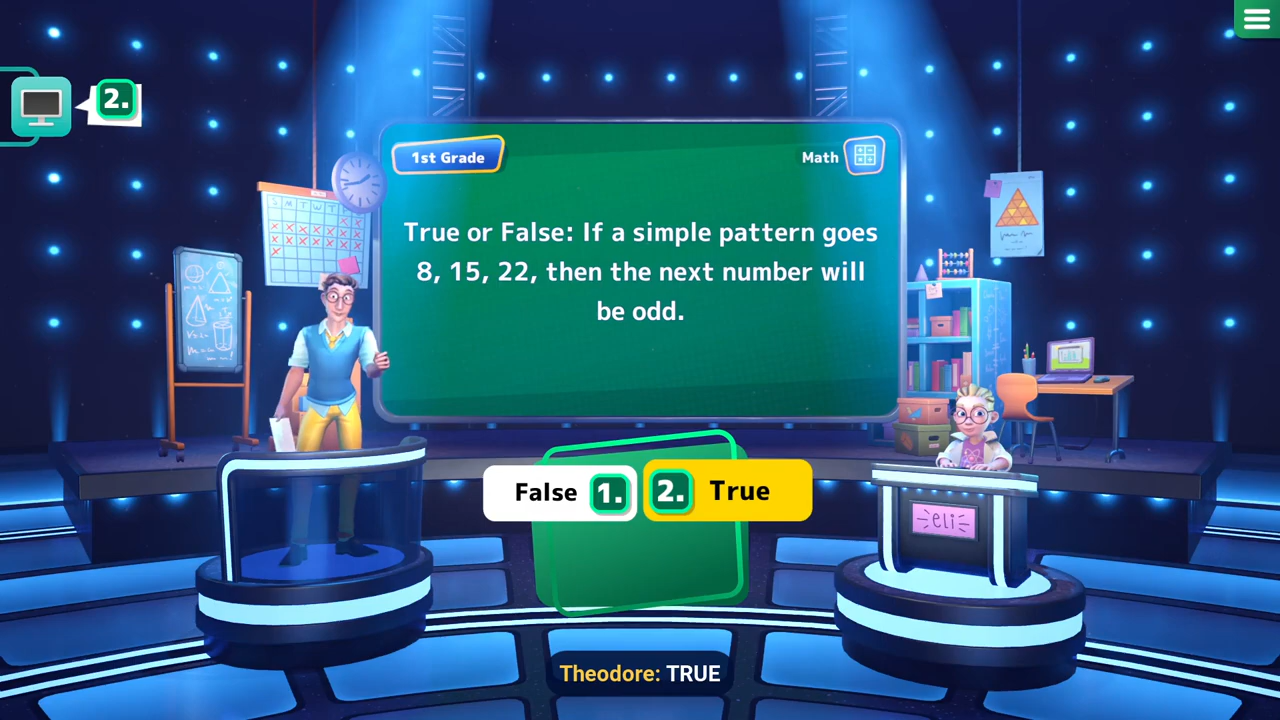 2.
1st Grade
Math
True or False: If a simple pattern goes
8, 15, 22, then the next number will
be odd.
S M T W T
False 1.
2. True
eli
Theodore: TRUE